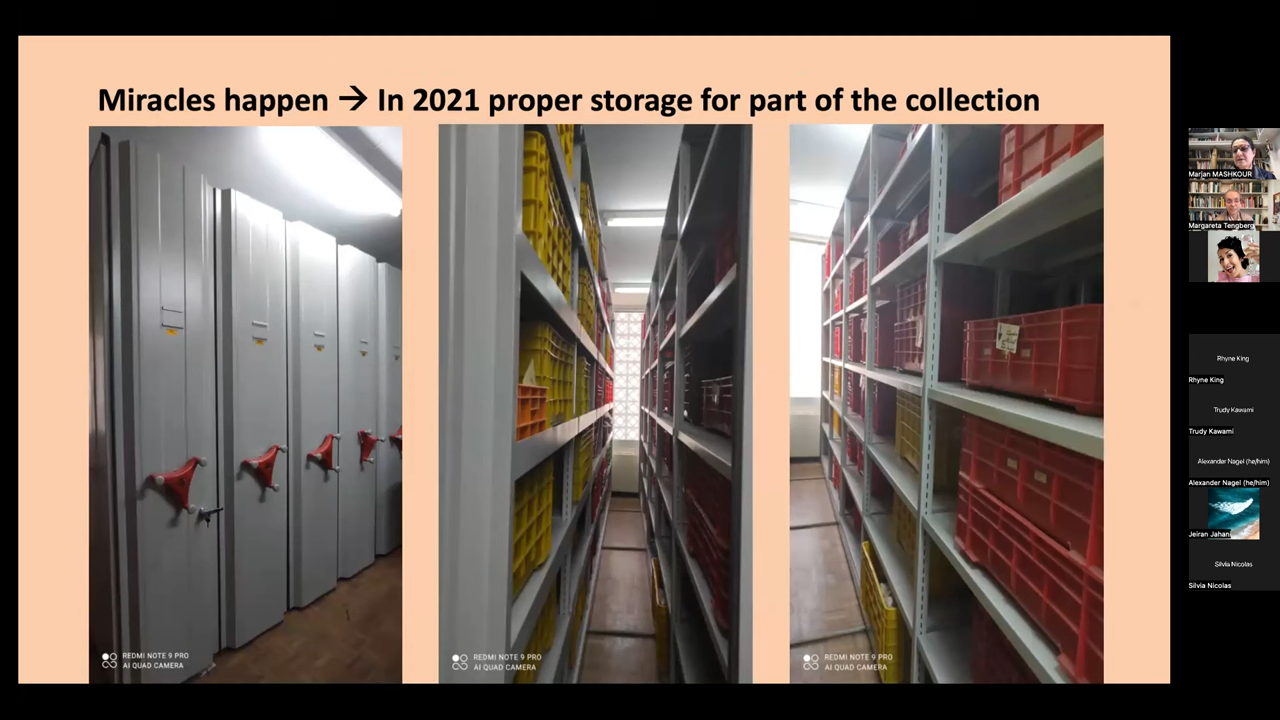 Miracles happen → In 2021 proper storage for part of the collection
REDMI NOTE 9 PRO
AI QUAD CAMERA
REDMI NOTE 9 PRO
AI QUAD CAMERA
REDMI NOTE 9 PRO
AI QUAD CAMERA
Marjan MASHKOUR
Margareta Tengberg
Rhyne King
Rhyne King
Trudy Kawami
Trudy Kawami
Alexander Nagel (he/him)
Alexander Nagel (he/him)
Jeiran Jahani
Silvia Nicolas
Silvia Nicolas